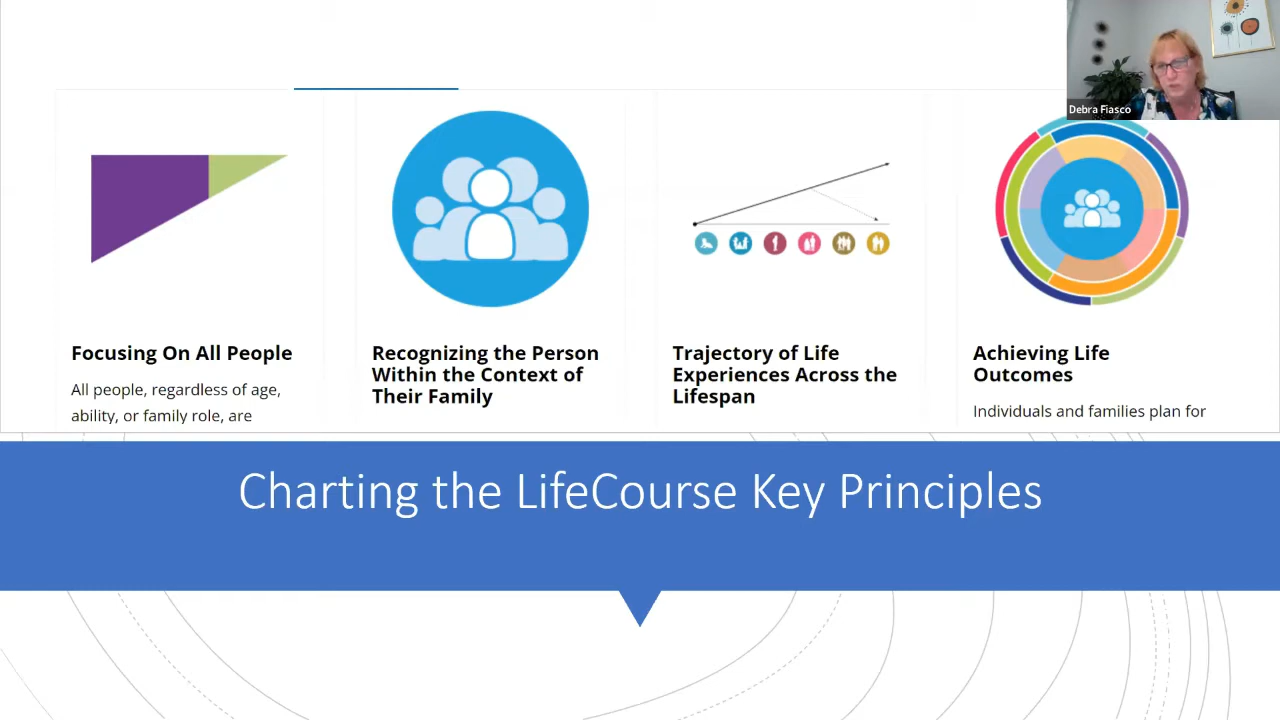 Debra Fiasco
Focusing On All People
All people, regardless of age,
ability, or family role, are
Recognizing the Person
Within the Context of
Their Family
Trajectory of Life
Experiences Across the
Lifespan
Achieving Life
Outcomes
Individuals and families plan for
Charting the LifeCourse Key Principles